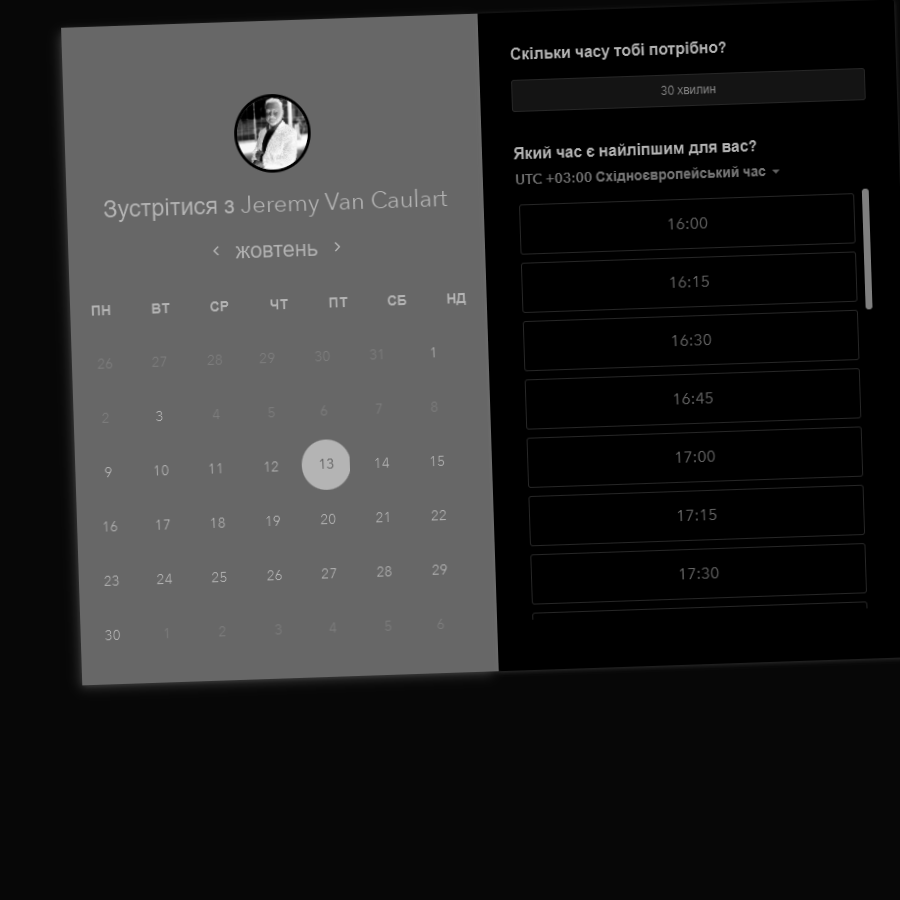 Зустрітися з Jeremy Van Caulart
жовтень
ПН ВТ СР ЧТ ПТ СБ НД
26 27 28 29 30 31 1
2 3 4 5 6 7 8
9 10 11 12 13 14 15
16 17 18 19 20 21 22
23 24 25 26 27 28 29
30 1 2 3 4 5 6
Скільки часу тобі потрібно?
30 хвилин
Який час є найліпшим для вас?
UTC +03:00 Східноєвропейський час
16:00
16:15
16:30
16:45
17:00
17:15
17:30